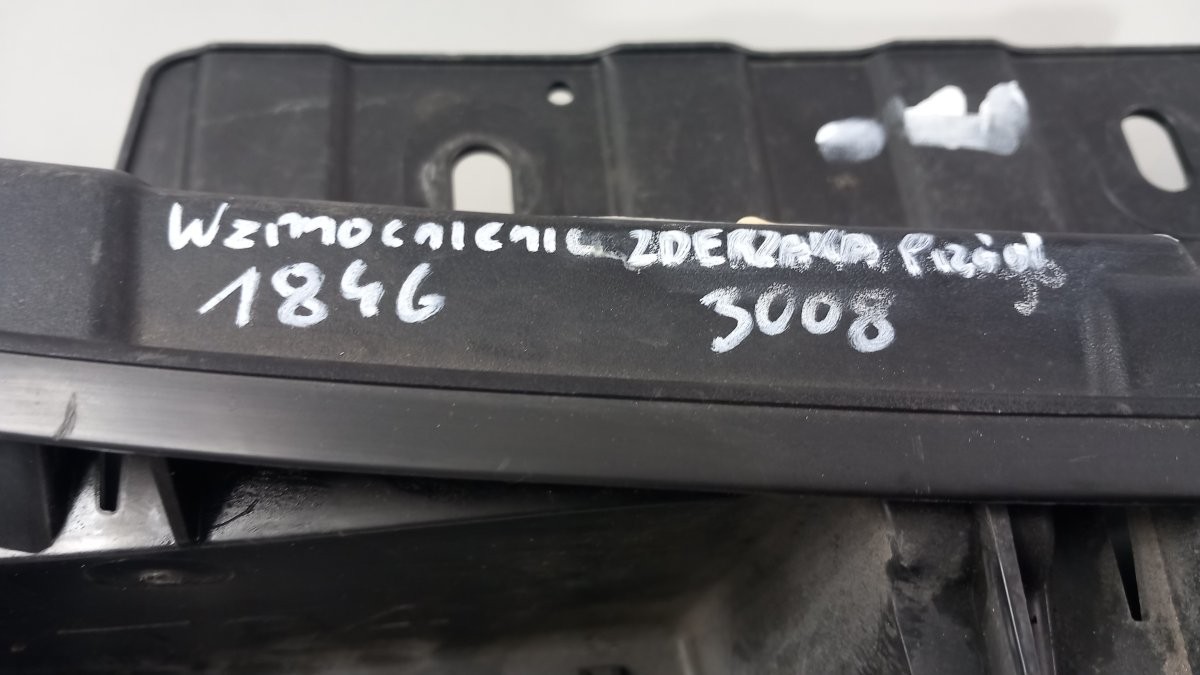 Wzmocnienie ZDERZAKA Przód
1846 3008